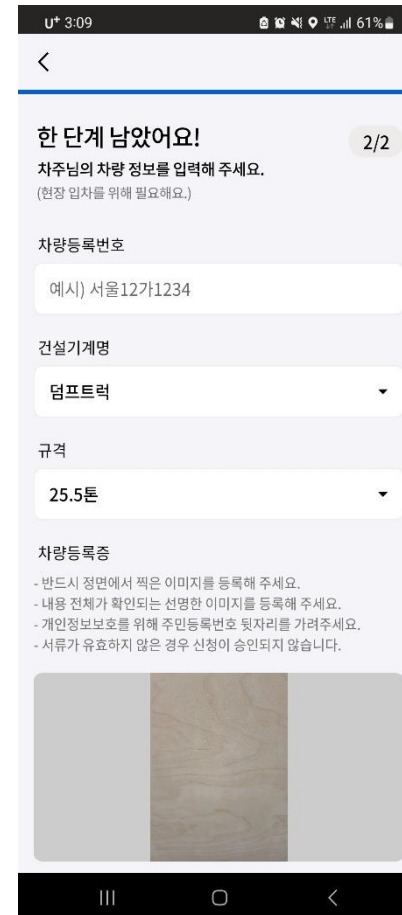 U+ 3:09 LTE 61%
한 단계 남았어요!
2/2
차주님의 차량 정보를 입력해 주세요.
(현장 입차를 위해 필요해요.)
차량등록번호
예시) 서울12가1234
건설기계명
덤프트럭
규격
25.5톤
차량등록증
- 반드시 정면에서 찍은 이미지를 등록해 주세요.
- 내용 전체가 확인되는 선명한 이미지를 등록해 주세요.
- 개인정보보호를 위해 주민등록번호 뒷자리를 가려주세요.
- 서류가 유효하지 않은 경우 신청이 승인되지 않습니다.